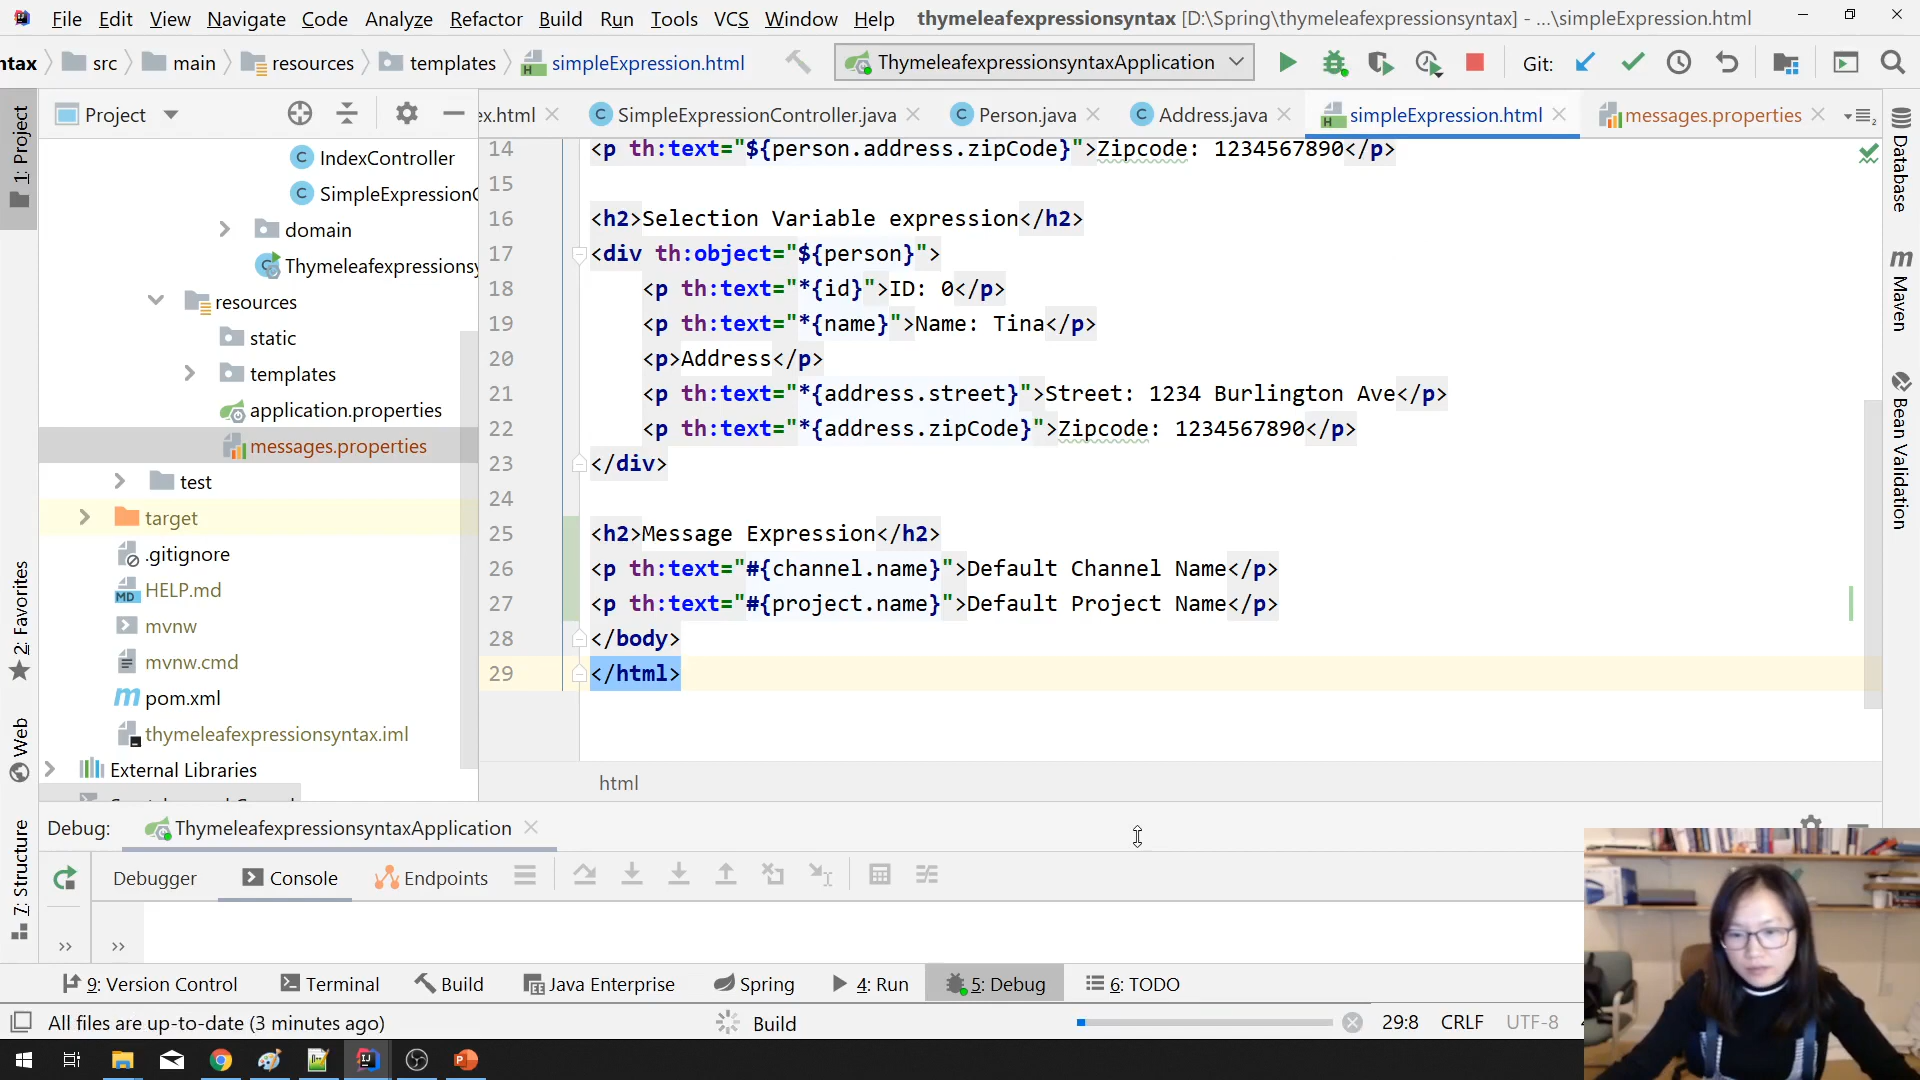 File Edit View Navigate Code Analyze Refactor Build Run Tools VCS Window Help thymeleafexpressionsyntax [D:\Spring\thymeleafexpressionsyntax] - ...\simpleExpression.html
ntax src main resources templates simpleExpression.html ThymeleafexpressionsyntaxApplication Git:
Project ex.html SimpleExpressionController.java Person.java Address.java simpleExpression.html messages.properties
1: Project
2: Favorites
Web
7: Structure
IndexController
SimpleExpressionC
domain
Thymeleafexpressionsy
resources
static
templates
application.properties
messages.properties
test
target
.gitignore
HELP.md
mvnw
mvnw.cmd
pom.xml
thymeleafexpressionsyntax.iml
External Libraries
14 <p th:text="${person.address.zipCode}">Zipcode: 1234567890</p>
15
16 <h2>Selection Variable expression</h2>
17 <div th:object="${person}">
18 <p th:text="*{id}">ID: 0</p>
19 <p th:text="*{name}">Name: Tina</p>
20 <p>Address</p>
21 <p th:text="*{address.street}">Street: 1234 Burlington Ave</p>
22 <p th:text="*{address.zipCode}">Zipcode: 1234567890</p>
23 </div>
24
25 <h2>Message Expression</h2>
26 <p th:text="#{channel.name}">Default Channel Name</p>
27 <p th:text="#{project.name}">Default Project Name</p>
28 </body>
29 </html>
html
Database
Maven
Bean Validation
Debug: ThymeleafexpressionsyntaxApplication
Debugger Console Endpoints
9: Version Control Terminal Build Java Enterprise Spring 4: Run 5: Debug 6: TODO
All files are up-to-date (3 minutes ago) Build 29:8 CRLF UTF-8